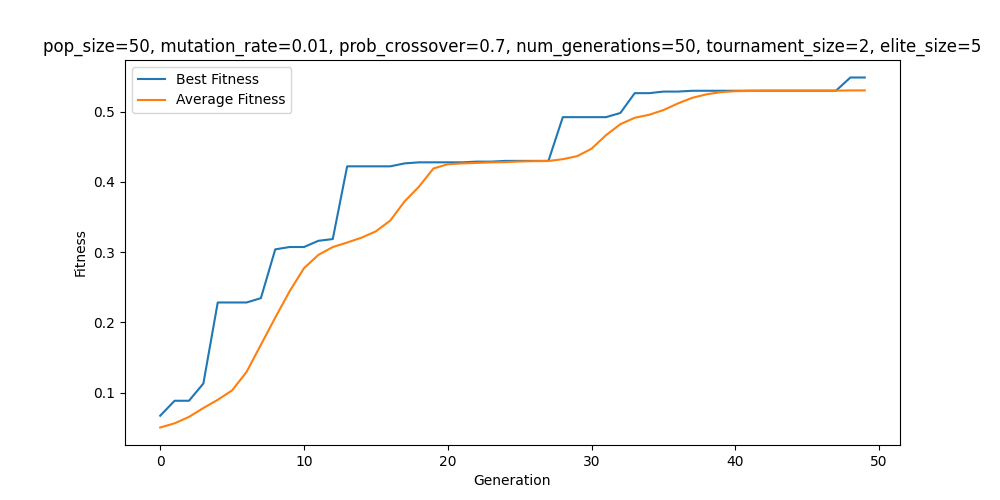 pop_size=50, mutation_rate=0.01, prob_crossover=0.7, num_generations=50, tournament_size=2, elite_size=5
Best Fitness
Average Fitness
0.5
0.4
0.3
0.2
0.1
Fitness
0 10 20 30 40 50
Generation